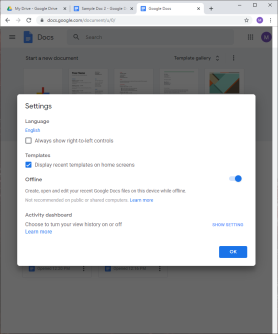 My Drive - Google Drive
Sample Doc 2 - Google
Google Docs
docs.google.com/document/u/0/
M
Docs
Search
M
Start a new document
Template gallery
Settings
Language
English
Always show right-to-left controls
Templates
Display recent templates on home screens
Offline
Create, open and edit your recent Google Docs files on this device while offline
Not recommended on public or shared computers. Learn more
Activity dashboard
Choose to turn your view history on or off
SHOW SETTING
Learn more
OK